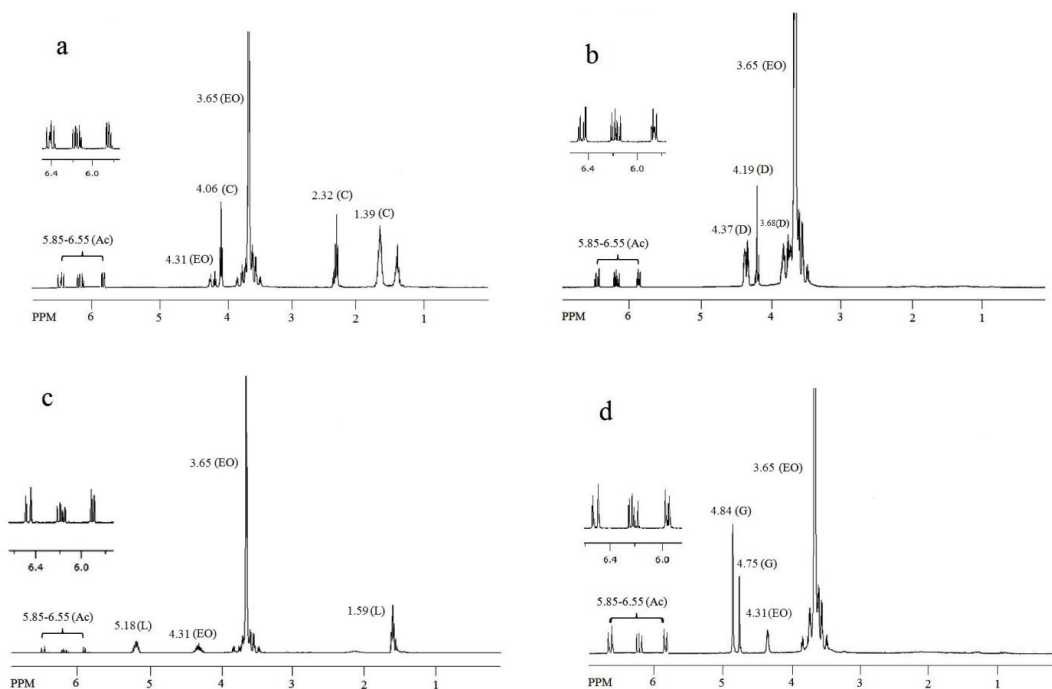 a
3.65 (EO)
6.4 6.0
4.06 (C)
2.32 (C)
1.39 (C)
5.85-6.55 (Ac)
4.31 (EO)
PPM 6 5 4 3 2 1
b
3.65 (EO)
6.4 6.0
4.19 (D)
4.37 (D)
3.68(D)
5.85-6.55 (Ac)
PPM 6 5 4 3 2 1
c
3.65 (EO)
6.4 6.0
5.85-6.55 (Ac)
5.18 (L)
4.31 (EO)
1.59 (L)
PPM 6 5 4 3 2 1
d
3.65 (EO)
6.4 6.0
4.84 (G)
4.75 (G)
5.85-6.55 (Ac)
4.31(EO)
PPM 6 5 4 3 2 1